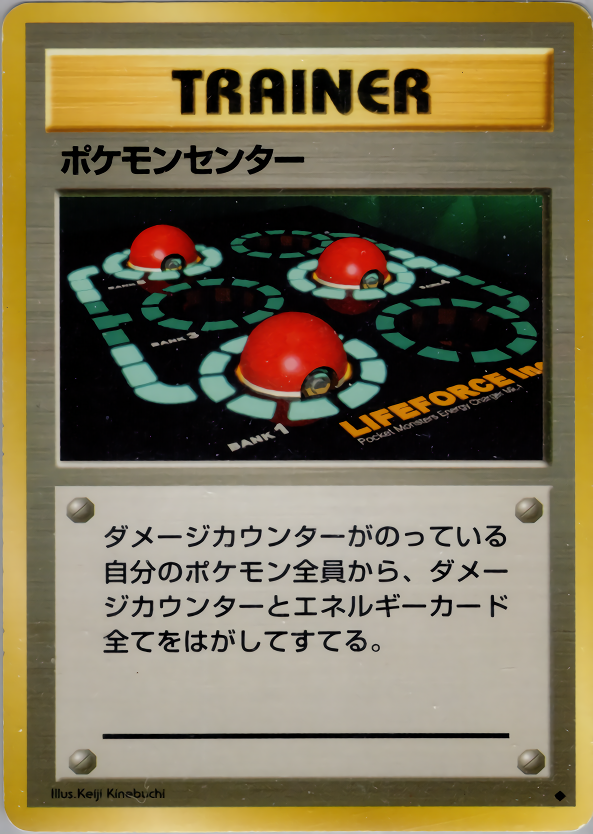 TRAINER
ポケモンセンター
BANK 4
BANK 3
BANK 1
LIFEFORCE Inc
Pocket Monsters Energy Charger Mk.1
ダメージカウンターがのっている
自分のポケモン全員から、ダメー
ジカウンターとエネルギーカード
全てをはがしてすてる。
Illus.Keiji Kinebuchi